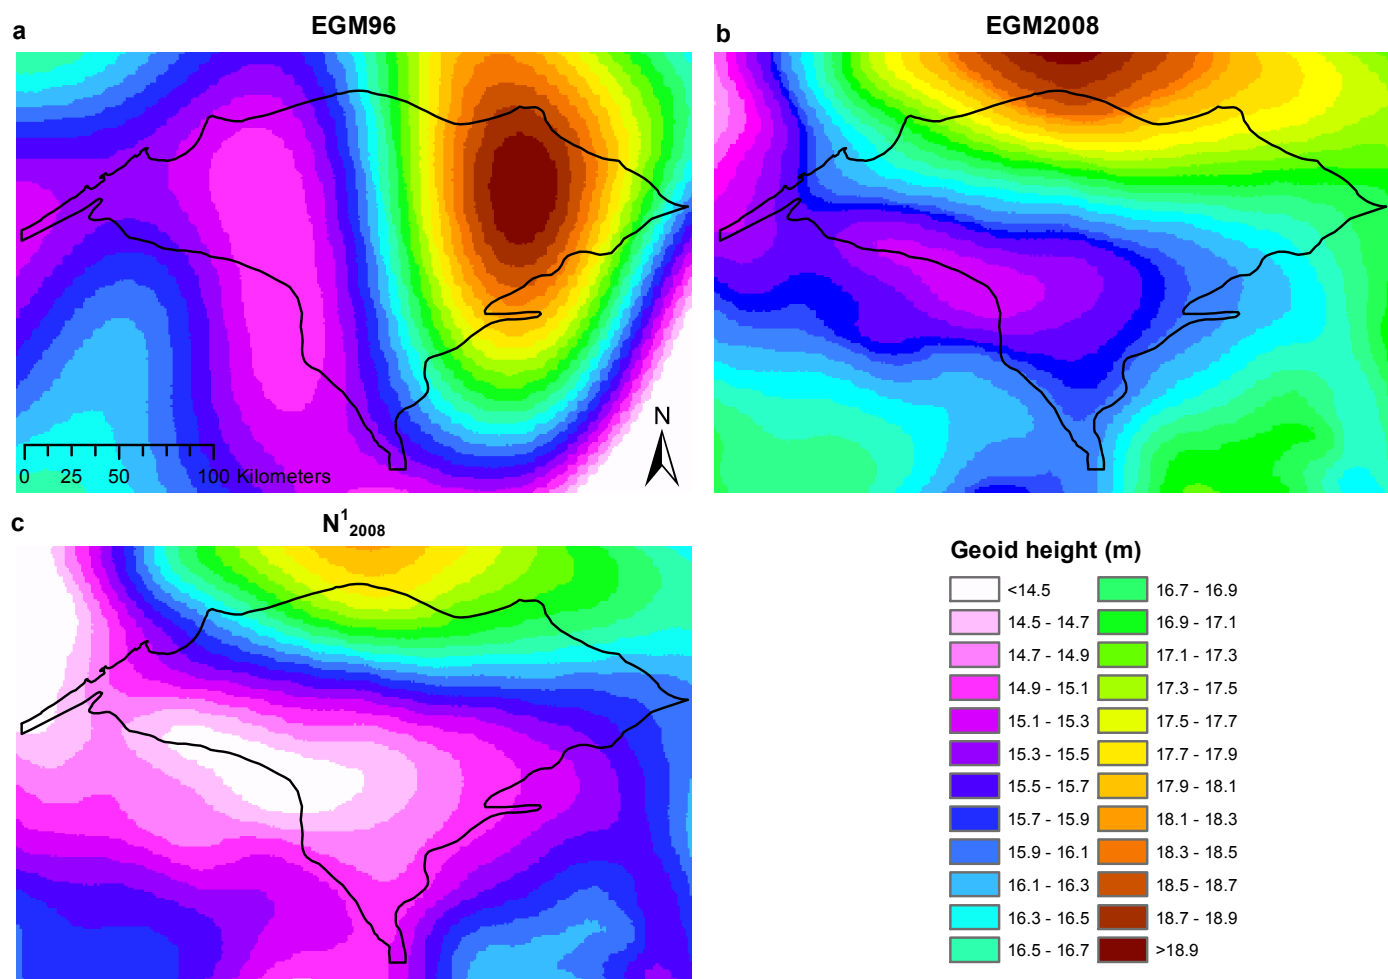 a
EGM96
b
EGM2008
N
0 25 50 100 Kilometers
c
N¹₂₀₀₈
Geoid height (m)
<14.5
14.5 - 14.7
14.7 - 14.9
14.9 - 15.1
15.1 - 15.3
15.3 - 15.5
15.5 - 15.7
15.7 - 15.9
15.9 - 16.1
16.1 - 16.3
16.3 - 16.5
16.5 - 16.7
16.7 - 16.9
16.9 - 17.1
17.1 - 17.3
17.3 - 17.5
17.5 - 17.7
17.7 - 17.9
17.9 - 18.1
18.1 - 18.3
18.3 - 18.5
18.5 - 18.7
18.7 - 18.9
>18.9